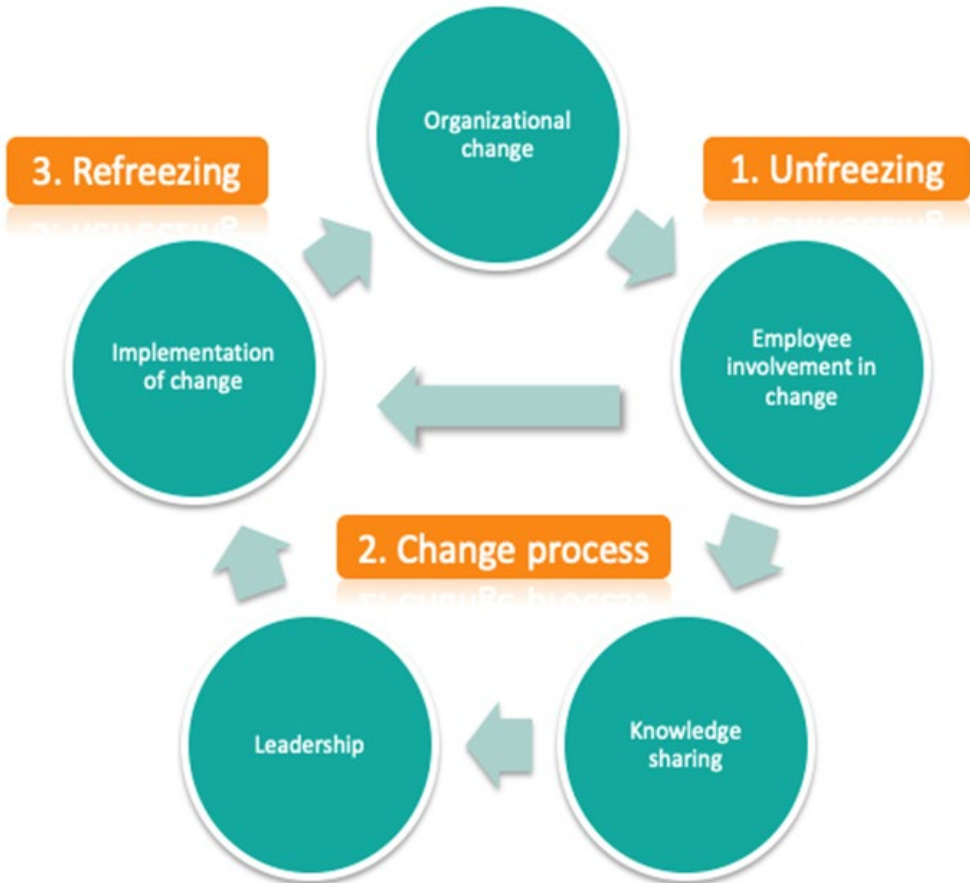 Organizational
change
3. Refreezing
1. Unfreezing
Implementation
of change
Employee
involvement in
change
2. Change process
Leadership
Knowledge
sharing